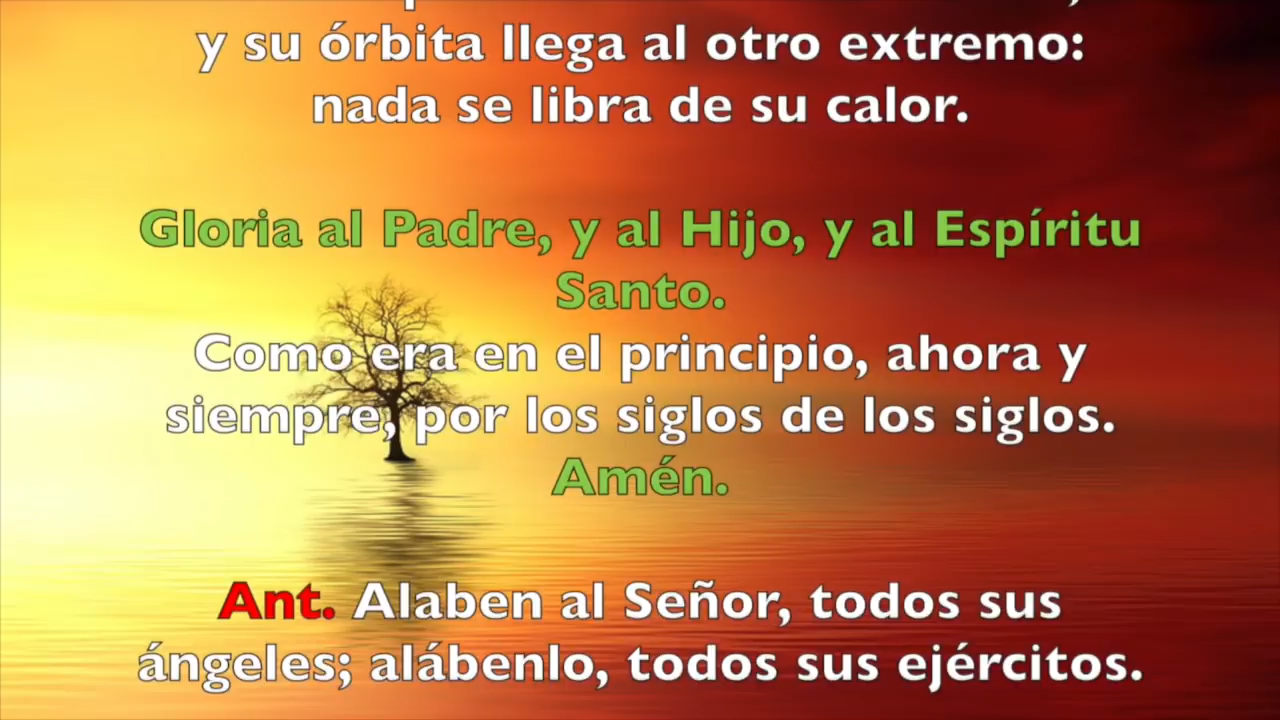 y su órbita llega al otro extremo:
nada se libra de su calor.
Gloria al Padre, y al Hijo, y al Espíritu
Santo.
Como era en el principio, ahora y
siempre, por los siglos de los siglos.
Amén.
Ant. Alaben al Señor, todos sus
ángeles; alábenlo, todos sus ejércitos.